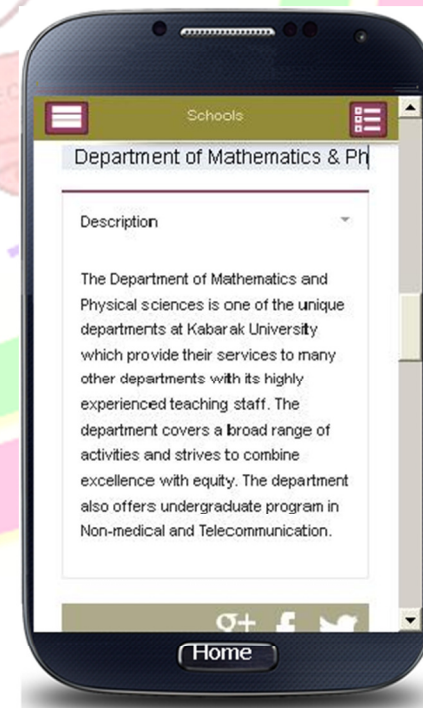 Schools
Department of Mathematics & Ph
Description
The Department of Mathematics and
Physical sciences is one of the unique
departments at Kabarak University
which provide their services to many
other departments with its highly
experienced teaching staff. The
department covers a broad range of
activities and strives to combine
excellence with equity. The department
also offers undergraduate program in
Non-medical and Telecommunication.
g+ f
Home